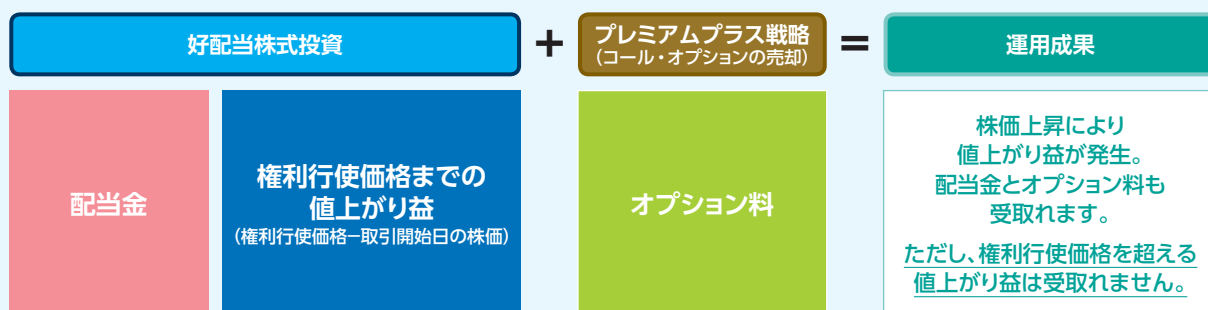 好配当株式投資
＋
プレミアムプラス戦略
（コール・オプションの売却）
＝
運用成果
配当金
権利行使価格までの
値上がり益
（権利行使価格－取引開始日の株価）
オプション料
株価上昇により
値上がり益が発生。
配当金とオプション料も
受取れます。
ただし、権利行使価格を超える
値上がり益は受取れません。